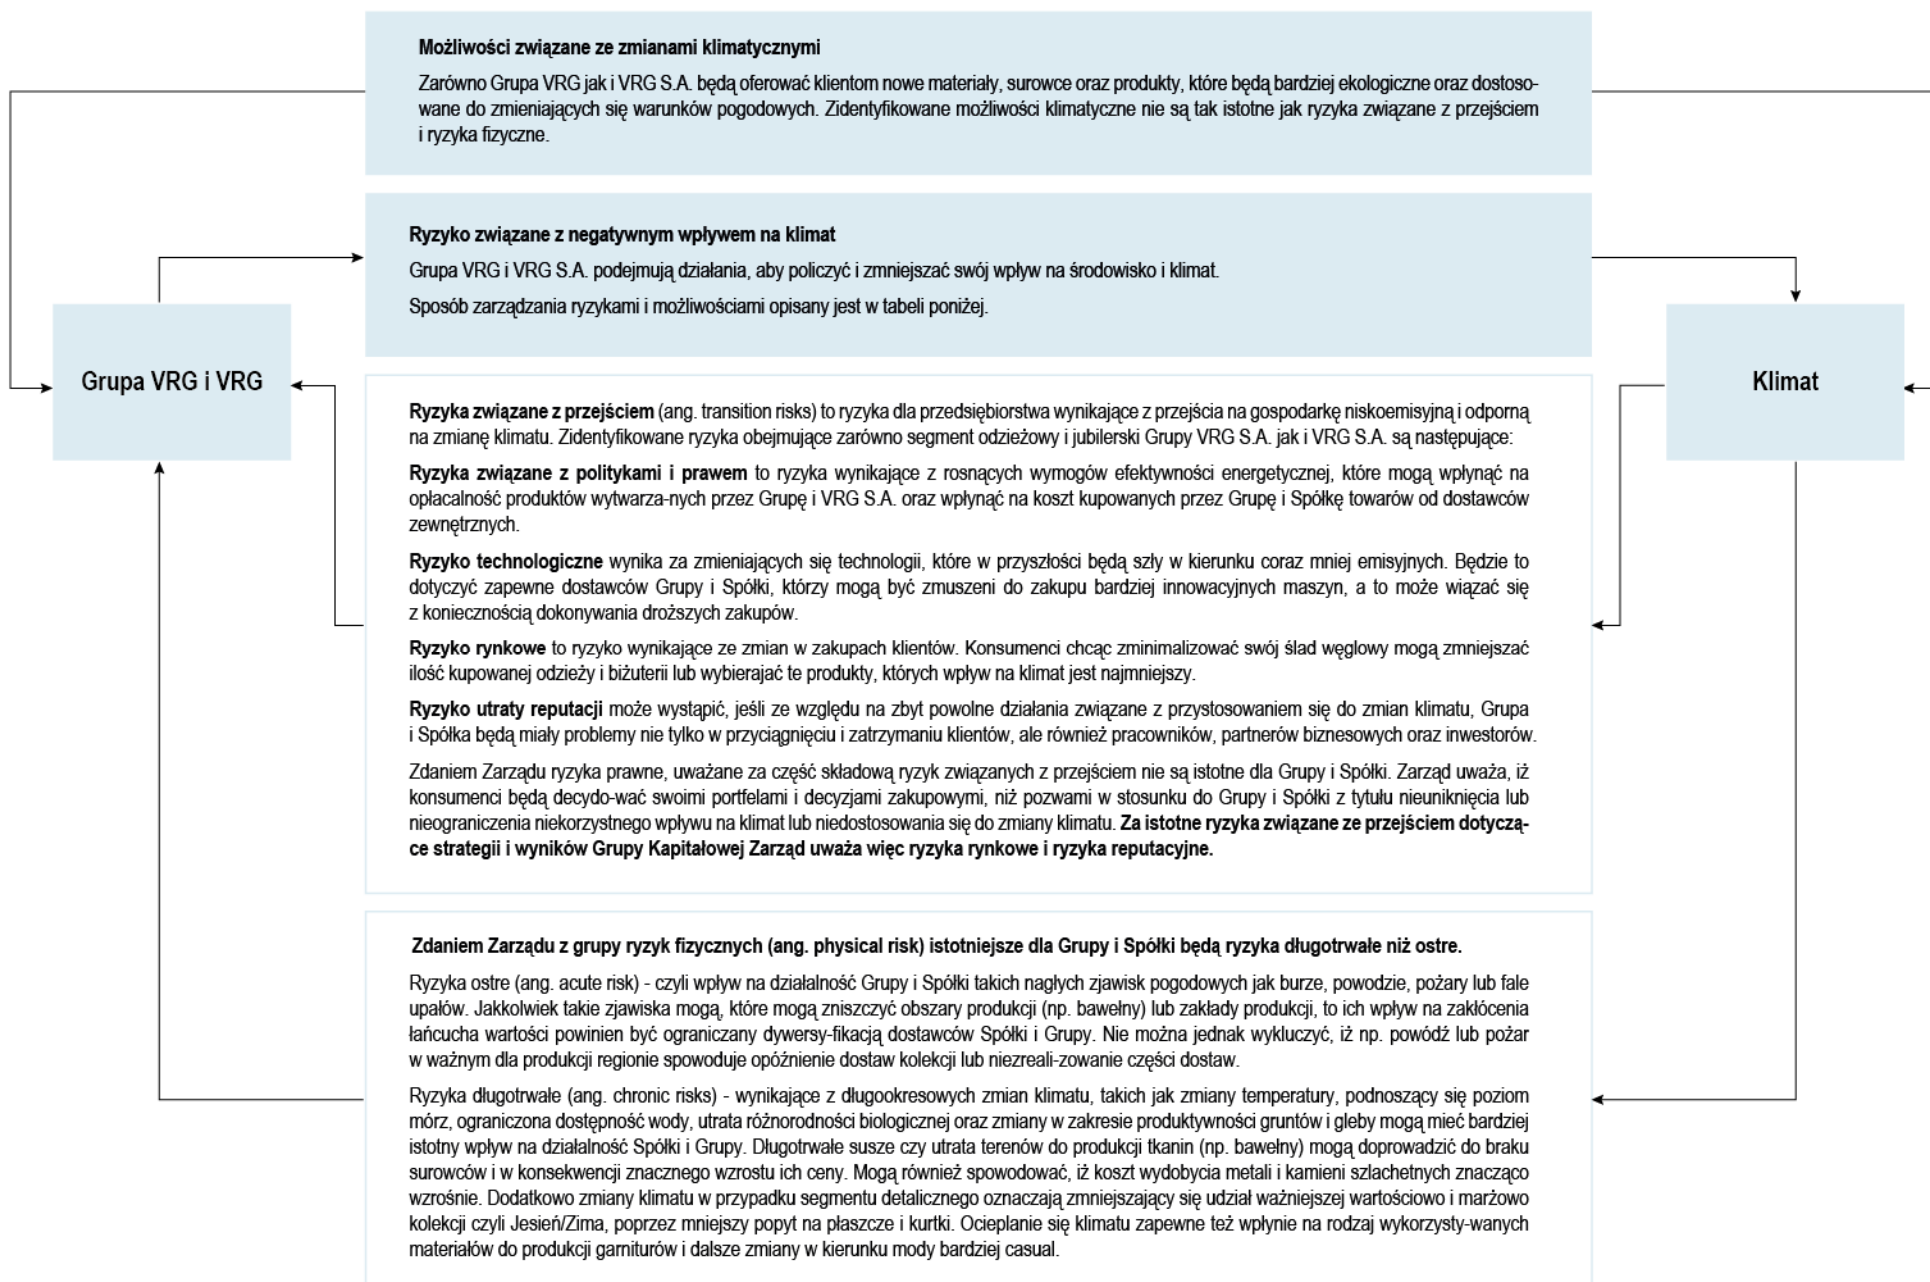 Możliwości związane ze zmianami klimatycznymi
Zarówno Grupa VRG jak i VRG S.A. będą oferować klientom nowe materiały, surowce oraz produkty, które będą bardziej ekologiczne oraz dostoso-
wane do zmieniających się warunków pogodowych. Zidentyfikowane możliwości klimatyczne nie są tak istotne jak ryzyka związane z przejściem
i ryzyka fizyczne.
Ryzyko związane z negatywnym wpływem na klimat
Grupa VRG i VRG S.A. podejmują działania, aby policzyć i zmniejszać swój wpływ na środowisko i klimat.
Sposób zarządzania ryzykami i możliwościami opisany jest w tabeli poniżej.
Grupa VRG i VRG
Klimat
Ryzyka związane z przejściem (ang. transition risks) to ryzyka dla przedsiębiorstwa wynikające z przejścia na gospodarkę niskoemisyjną i odporną
na zmianę klimatu. Zidentyfikowane ryzyka obejmujące zarówno segment odzieżowy i jubilerski Grupy VRG S.A. jak i VRG S.A. są następujące:
Ryzyka związane z politykami i prawem to ryzyka wynikające z rosnących wymogów efektywności energetycznej, które mogą wpłynąć na
opłacalność produktów wytwarza-nych przez Grupę i VRG S.A. oraz wpłynąć na koszt kupowanych przez Grupę i Spółkę towarów od dostawców
zewnętrznych.
Ryzyko technologiczne wynika za zmieniających się technologii, które w przyszłości będą szły w kierunku coraz mniej emisyjnych. Będzie to
dotyczyć zapewne dostawców Grupy i Spółki, którzy mogą być zmuszeni do zakupu bardziej innowacyjnych maszyn, a to może wiązać się
z koniecznością dokonywania droższych zakupów.
Ryzyko rynkowe to ryzyko wynikające ze zmian w zakupach klientów. Konsumenci chcąc zminimalizować swój ślad węglowy mogą zmniejszać
ilość kupowanej odzieży i biżuterii lub wybierajać te produkty, których wpływ na klimat jest najmniejszy.
Ryzyko utraty reputacji może wystąpić, jeśli ze względu na zbyt powolne działania związane z przystosowaniem się do zmian klimatu, Grupa
i Spółka będą miały problemy nie tylko w przyciągnięciu i zatrzymaniu klientów, ale również pracowników, partnerów biznesowych oraz inwestorów.
Zdaniem Zarządu ryzyka prawne, uważane za część składową ryzyk związanych z przejściem nie są istotne dla Grupy i Spółki. Zarząd uważa, iż
konsumenci będą decydo-wać swoimi portfelami i decyzjami zakupowymi, niż pozwami w stosunku do Grupy i Spółki z tytułu nieuniknięcia lub
nieograniczenia niekorzystnego wpływu na klimat lub niedostosowania się do zmiany klimatu. Za istotne ryzyka związane ze przejściem dotyczą-
ce strategii i wyników Grupy Kapitałowej Zarząd uważa więc ryzyka rynkowe i ryzyka reputacyjne.
Zdaniem Zarządu z grupy ryzyk fizycznych (ang. physical risk) istotniejsze dla Grupy i Spółki będą ryzyka długotrwałe niż ostre.
Ryzyka ostre (ang. acute risk) - czyli wpływ na działalność Grupy i Spółki takich nagłych zjawisk pogodowych jak burze, powodzie, pożary lub fale
upałów. Jakkolwiek takie zjawiska mogą, które mogą zniszczyć obszary produkcji (np. bawełny) lub zakłady produkcji, to ich wpływ na zakłócenia
łańcucha wartości powinien być ograniczany dywersy-fikacją dostawców Spółki i Grupy. Nie można jednak wykluczyć, iż np. powódź lub pożar
w ważnym dla produkcji regionie spowoduje opóźnienie dostaw kolekcji lub niezreali-zowanie części dostaw.
Ryzyka długotrwałe (ang. chronic risks) - wynikające z długookresowych zmian klimatu, takich jak zmiany temperatury, podnoszący się poziom
mórz, ograniczona dostępność wody, utrata różnorodności biologicznej oraz zmiany w zakresie produktywności gruntów i gleby mogą mieć bardziej
istotny wpływ na działalność Spółki i Grupy. Długotrwałe susze czy utrata terenów do produkcji tkanin (np. bawełny) mogą doprowadzić do braku
surowców i w konsekwencji znacznego wzrostu ich ceny. Mogą również spowodować, iż koszt wydobycia metali i kamieni szlachetnych znacząco
wzrośnie. Dodatkowo zmiany klimatu w przypadku segmentu detalicznego oznaczają zmniejszający się udział ważniejszej wartościowo i marżowo
kolekcji czyli Jesień/Zima, poprzez mniejszy popyt na płaszcze i kurtki. Ocieplanie się klimatu zapewne też wpłynie na rodzaj wykorzysty-wanych
materiałów do produkcji garniturów i dalsze zmiany w kierunku mody bardziej casual.